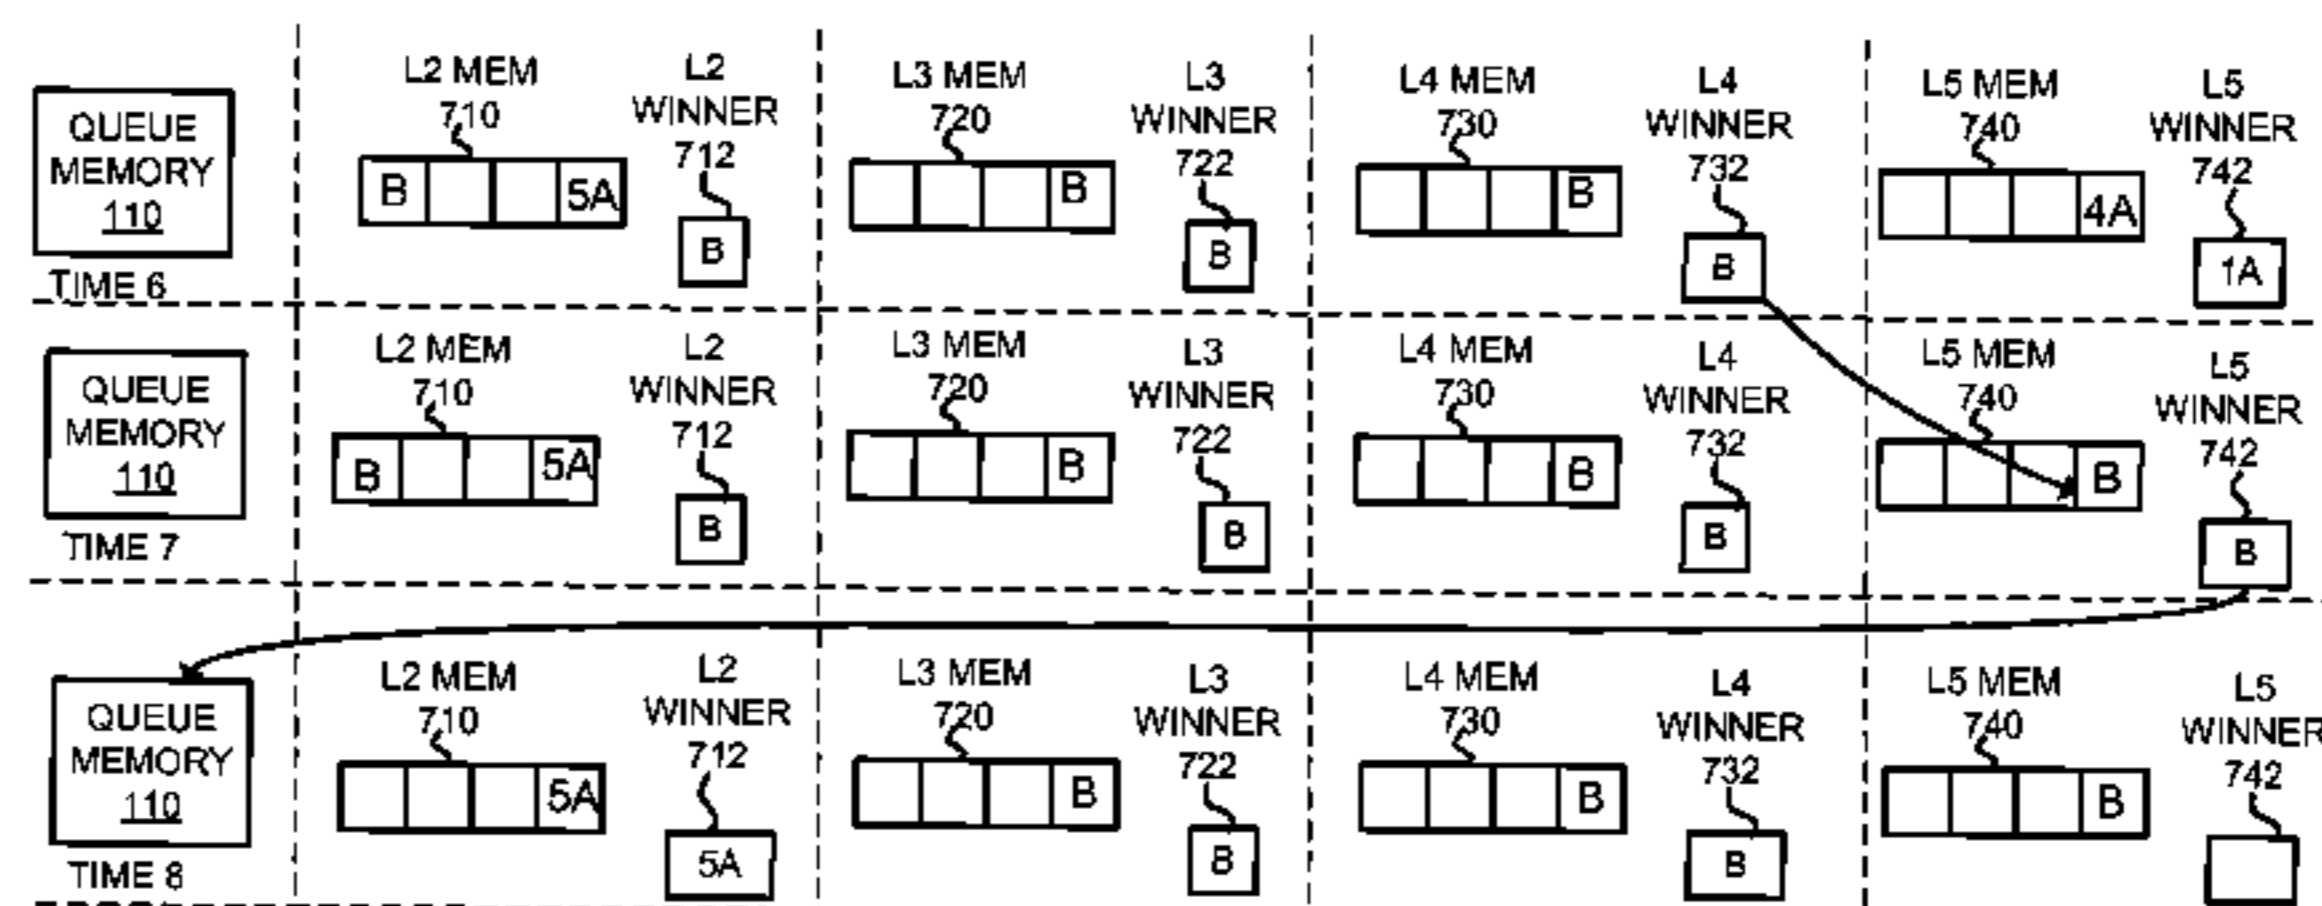 QUEUE
MEMORY
110
TIME 6
L2 MEM
710
B 5A
L2
WINNER
712
B
L3 MEM
720
B
L3
WINNER
722
B
L4 MEM
730
B
L4
WINNER
732
B
L5 MEM
740
4A
L5
WINNER
742
1A
QUEUE
MEMORY
110
TIME 7
L2 MEM
710
B 5A
L2
WINNER
712
B
L3 MEM
720
B
L3
WINNER
722
B
L4 MEM
730
B
L4
WINNER
732
B
L5 MEM
740
B
L5
WINNER
742
B
QUEUE
MEMORY
110
TIME 8
L2 MEM
710
5A
L2
WINNER
712
5A
L3 MEM
720
B
L3
WINNER
722
B
L4 MEM
730
B
L4
WINNER
732
B
L5 MEM
740
B
L5
WINNER
742